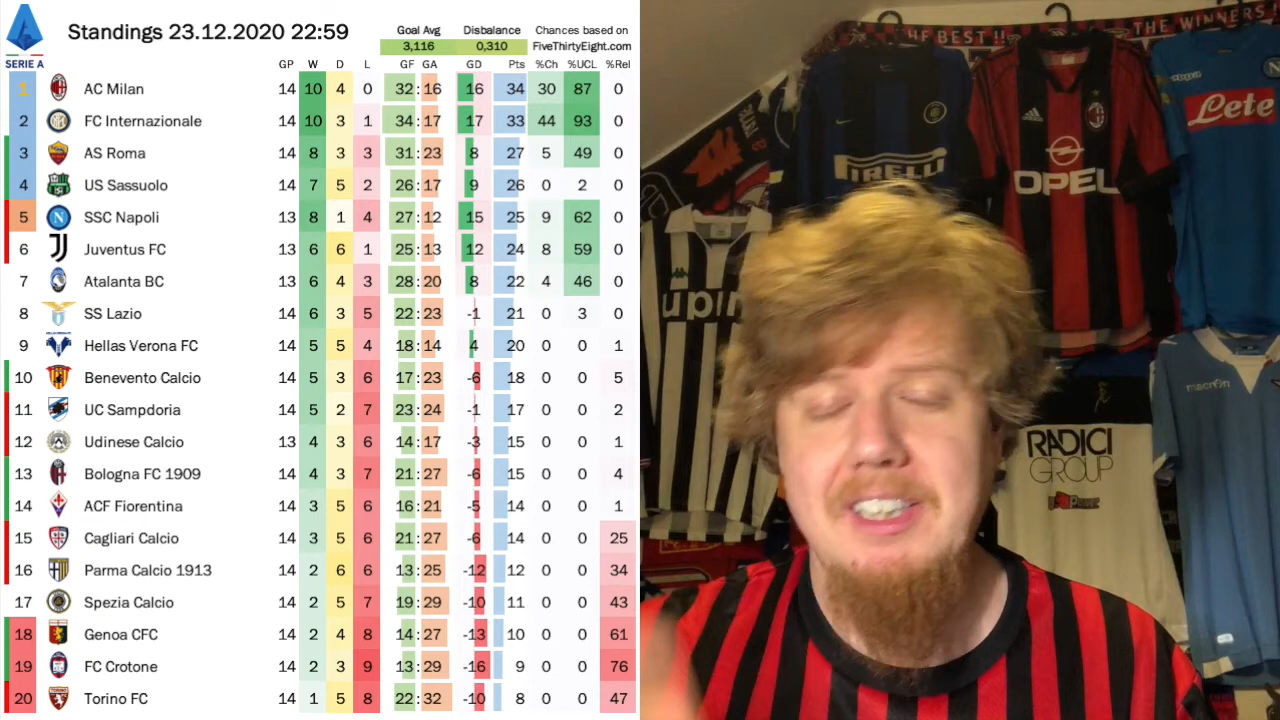 Standings 23.12.2020 22:59
Goal Avg Disbalance Chances based on
3,116 0,310 FiveThirtyEight.com
SERIE A GP W D L GF GA GD Pts %Ch %UCL %Rel
1 AC Milan 14 10 4 0 32:16 16 34 30 87 0
2 FC Internazionale 14 10 3 1 34:17 17 33 44 93 0
3 AS Roma 14 8 3 3 31:23 8 27 5 49 0
4 US Sassuolo 14 7 5 2 26:17 9 26 0 2 0
5 SSC Napoli 13 8 1 4 27:12 15 25 9 62 0
6 Juventus FC 13 6 6 1 25:13 12 24 8 59 0
7 Atalanta BC 13 6 4 3 28:20 8 22 4 46 0
8 SS Lazio 14 6 3 5 22:23 -1 21 0 3 0
9 Hellas Verona FC 14 5 5 4 18:14 4 20 0 0 1
10 Benevento Calcio 14 5 3 6 17:23 -6 18 0 0 5
11 UC Sampdoria 14 5 2 7 23:24 -1 17 0 0 2
12 Udinese Calcio 13 4 3 6 14:17 -3 15 0 0 1
13 Bologna FC 1909 14 4 3 7 21:27 -6 15 0 0 4
14 ACF Fiorentina 14 3 5 6 16:21 -5 14 0 0 1
15 Cagliari Calcio 14 3 5 6 21:27 -6 14 0 0 25
16 Parma Calcio 1913 14 2 6 6 13:25 -12 12 0 0 34
17 Spezia Calcio 14 2 5 7 19:29 -10 11 0 0 43
18 Genoa CFC 14 2 4 8 14:27 -13 10 0 0 61
19 FC Crotone 14 2 3 9 13:29 -16 9 0 0 76
20 Torino FC 14 1 5 8 22:32 -10 8 0 0 47
THE BEST !!
THE WINNERS
PIRELLI
OPEL
Lete
upim
macron
RADICI
GROUP
Power